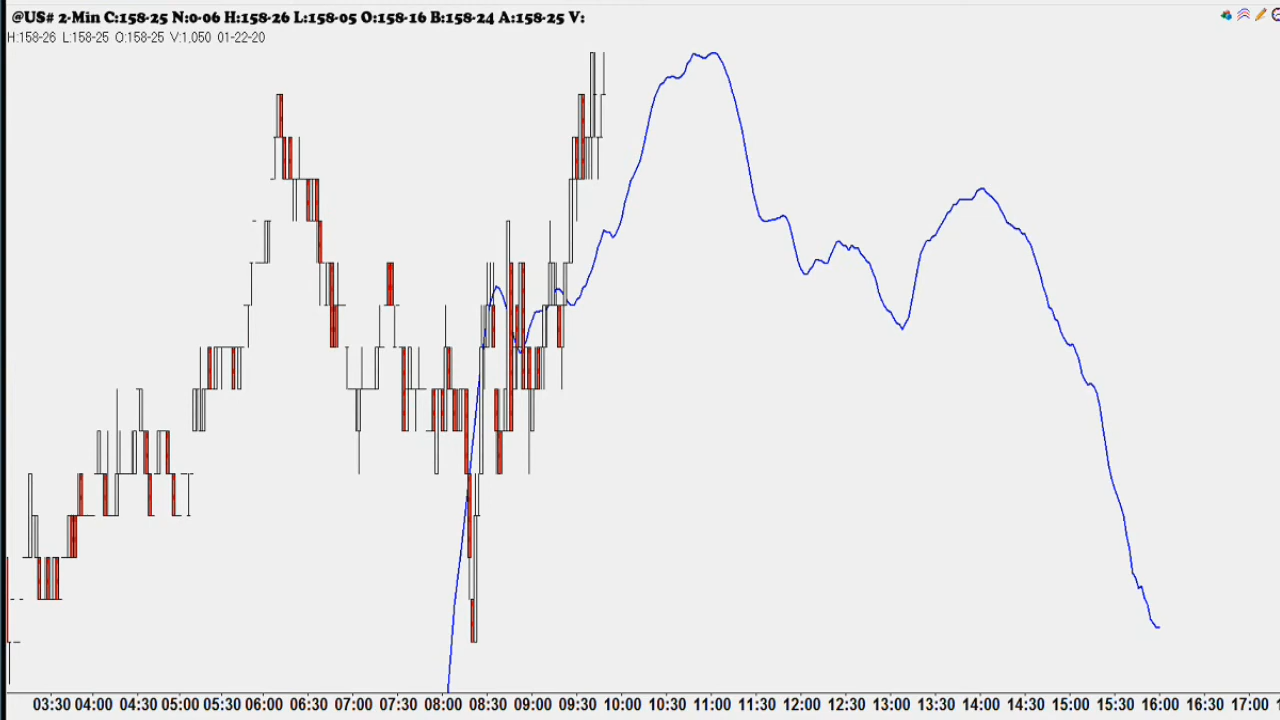 @US# 2-Min C:158-25 N:0-06 H:158-26 L:158-05 O:158-16 B:158-24 A:158-25 V:
H:158-26 L:158-25 O:158-25 V:1,050 01-22-20
03:30 04:00 04:30 05:00 05:30 06:00 06:30 07:00 07:30 08:00 08:30 09:00 09:30 10:00 10:30 11:00 11:30 12:00 12:30 13:00 13:30 14:00 14:30 15:00 15:30 16:00 16:30 17:00